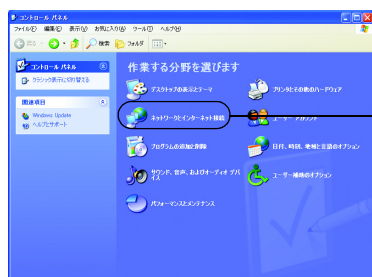 コントロール パネル
ファイル(F) 編集(E) 表示(V) お気に入り(A) ツール(T) ヘルプ(H)
戻る 検索 フォルダ
コントロール パネル
クラシック表示に切り替える
関連項目
Windows Update
ヘルプとサポート
作業する分野を選びます
デスクトップの表示とテーマ
プリンタとその他のハードウェア
ネットワークとインターネット接続
ユーザー アカウント
プログラムの追加と削除
日付、時刻、地域と言語のオプション
サウンド、音声、およびオーディオ デバイス
ユーザー補助のオプション
パフォーマンスとメンテナンス